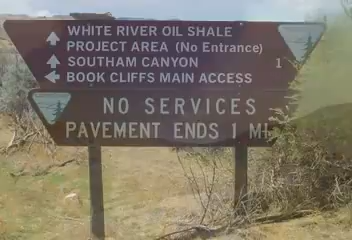 WHITE RIVER OIL SHALE
PROJECT AREA (No Entrance)
SOUTHAM CANYON 1
BOOK CLIFFS MAIN ACCESS
NO SERVICES
PAVEMENT ENDS 1 MI